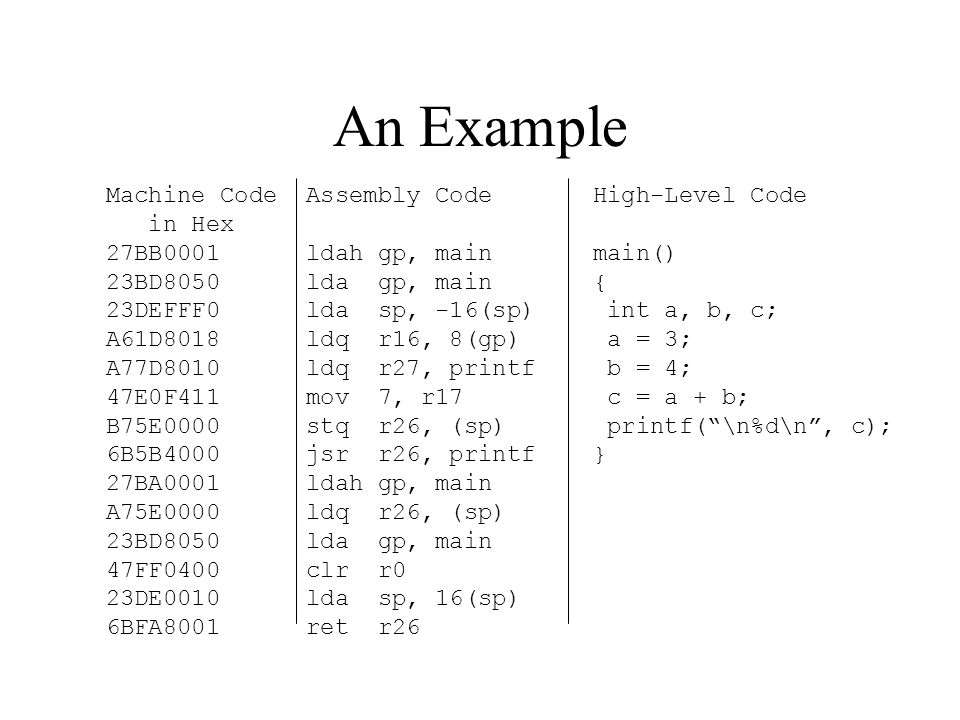 An Example
Machine Code Assembly Code High-Level Code
in Hex
27BB0001 ldah gp, main main()
23BD8050 lda gp, main {
23DEFFF0 lda sp, -16(sp) int a, b, c;
A61D8018 ldq r16, 8(gp) a = 3;
A77D8010 ldq r27, printf b = 4;
47E0F411 mov 7, r17 c = a + b;
B75E0000 stq r26, (sp) printf(“\n%d\n”, c);
6B5B4000 jsr r26, printf }
27BA0001 ldah gp, main
A75E0000 ldq r26, (sp)
23BD8050 lda gp, main
47FF0400 clr r0
23DE0010 lda sp, 16(sp)
6BFA8001 ret r26